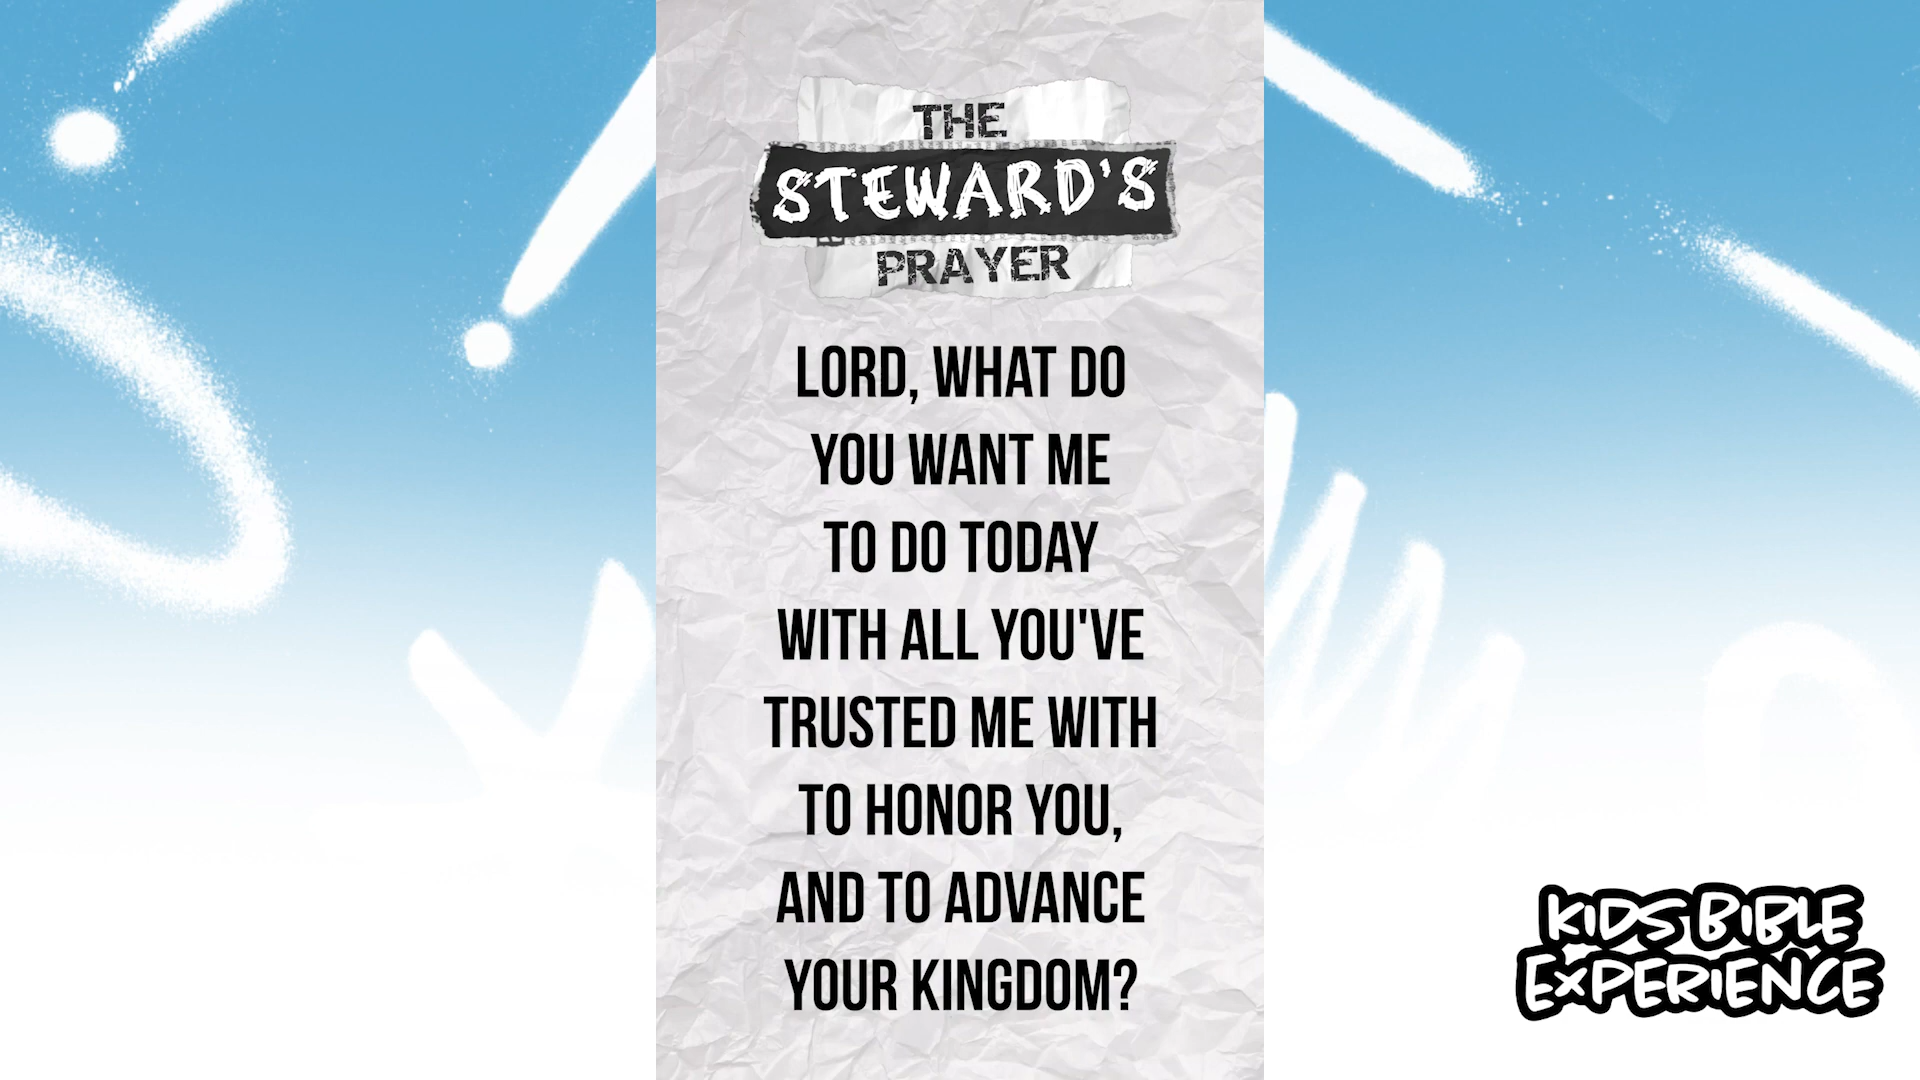 THE
STEWARD'S
PRAYER
LORD, WHAT DO
YOU WANT ME
TO DO TODAY
WITH ALL YOU'VE
TRUSTED ME WITH
TO HONOR YOU,
AND TO ADVANCE
YOUR KINGDOM?
KIDS BIBLE
EXPERIENCE